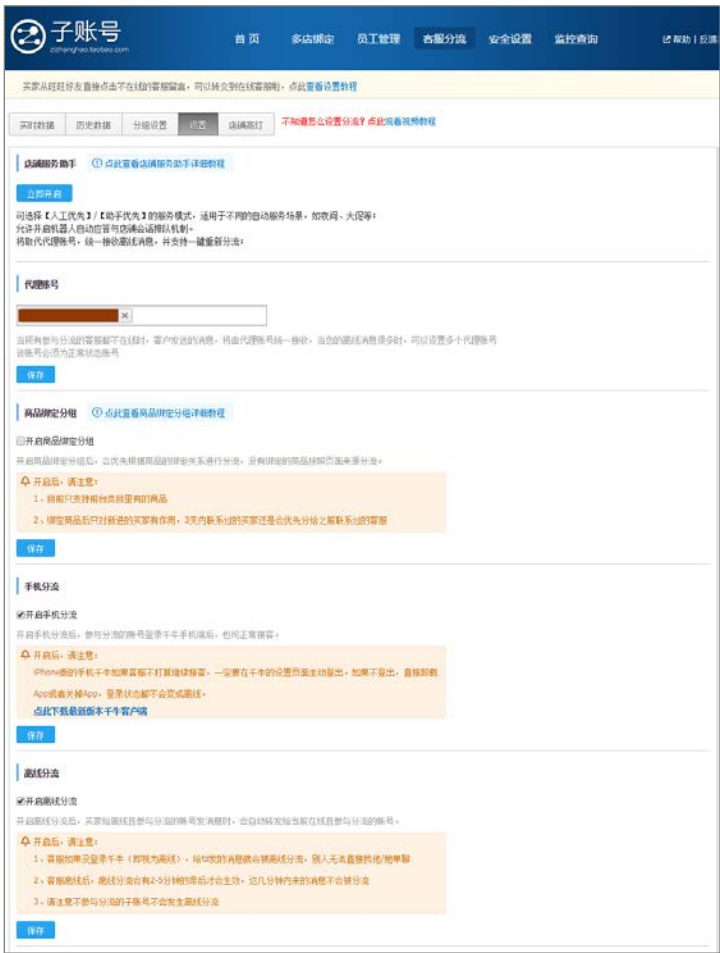 子账号
zizhanghao.taobao.com
首页 多店绑定 员工管理 客服分流 安全设置 监控查询 帮助 | 反馈
买家从旺旺好友直接点击不在线的客服留言，可以转交到在线客服啦，点此查看设置教程
实时数据 历史数据 分组设置 设置 店铺亮灯 不知道怎么设置分流？点此观看视频教程
店铺服务助手 点此查看店铺服务助手详细教程
立即开启
可选择【人工优先】/【助手优先】的服务模式，适用于不同的自动服务场景，如夜间、大促等；
允许开启机器人自动应答与店铺会话排队机制。
将取代代理账号，统一接收离线消息，并支持一键重新分流；
代理账号
当所有参与分流的客服都不在线时，客户发送的消息，将由代理账号统一接收，当您的离线消息很多时，可以设置多个代理账号
该账号必须为正常状态账号
保存
商品绑定分组 点此查看商品绑定分组详细教程
开启商品绑定分组
开启商品绑定分组后，会优先根据商品的绑定关系进行分流，没有绑定的商品按照页面来源分流。
开启后，请注意：
1、目前只支持前台类目里有的商品
2、绑定商品后只对新进的买家有作用，3天内联系过的买家还是会优先分给之前联系过的客服
保存
手机分流
开启手机分流
开启手机分流后，参与分流的账号登录千牛手机端后，也可正常接客。
开启后，请注意：
iPhone版的手机千牛如果客服不打算继续接客，一定要在千牛的设置页面主动登出，如果不登出，直接卸载
App或者关掉App，登录状态都不会变成离线。
点此下载最新版本千牛客户端
保存
离线分流
开启离线分流
开启离线分流后，买家给离线且参与分流的账号发消息时，会自动转发给当前在线且参与分流的账号。
开启后，请注意：
1、客服如果没登录千牛（即视为离线），给ta发的消息就会被离线分流，别人无法直接找他/她单聊
2、客服离线后，离线分流会有2-5分钟的滞后才会生效，这几分钟内来的消息不会被分流
3、请注意不参与分流的子账号不会发生离线分流
保存